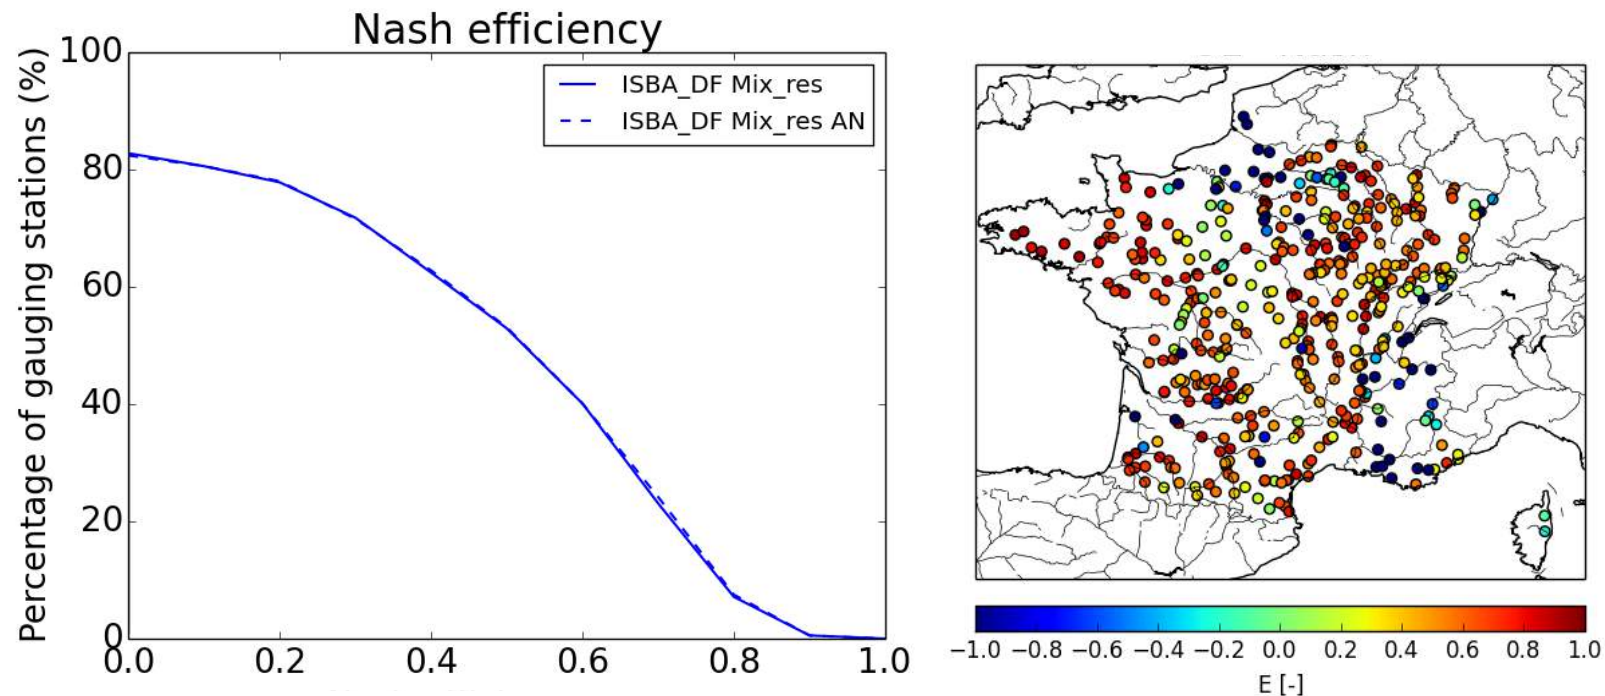 Nash efficiency
Percentage of gauging stations (%)
100
80
60
40
20
0
0.0 0.2 0.4 0.6 0.8 1.0
ISBA_DF Mix_res
ISBA_DF Mix_res AN
−1.0 −0.8 −0.6 −0.4 −0.2 0.0 0.2 0.4 0.6 0.8 1.0
E [-]